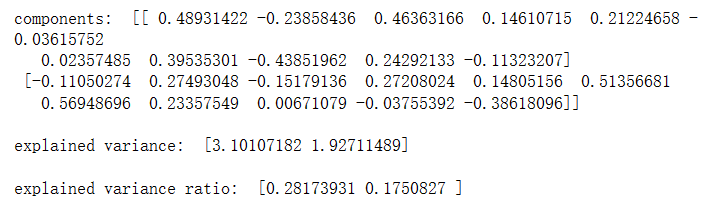 components:  [[ 0.48931422 -0.23858436  0.46363166  0.14610715  0.21224658 -
0.03615752
   0.02357485  0.39535301 -0.43851962  0.24292133 -0.11323207]
 [-0.11050274  0.27493048 -0.15179136  0.27208024  0.14805156  0.51356681
   0.56948696  0.23357549  0.00671079 -0.03755392 -0.38618096]]
explained variance:  [3.10107182 1.92711489]
explained variance ratio:  [0.28173931 0.1750827 ]